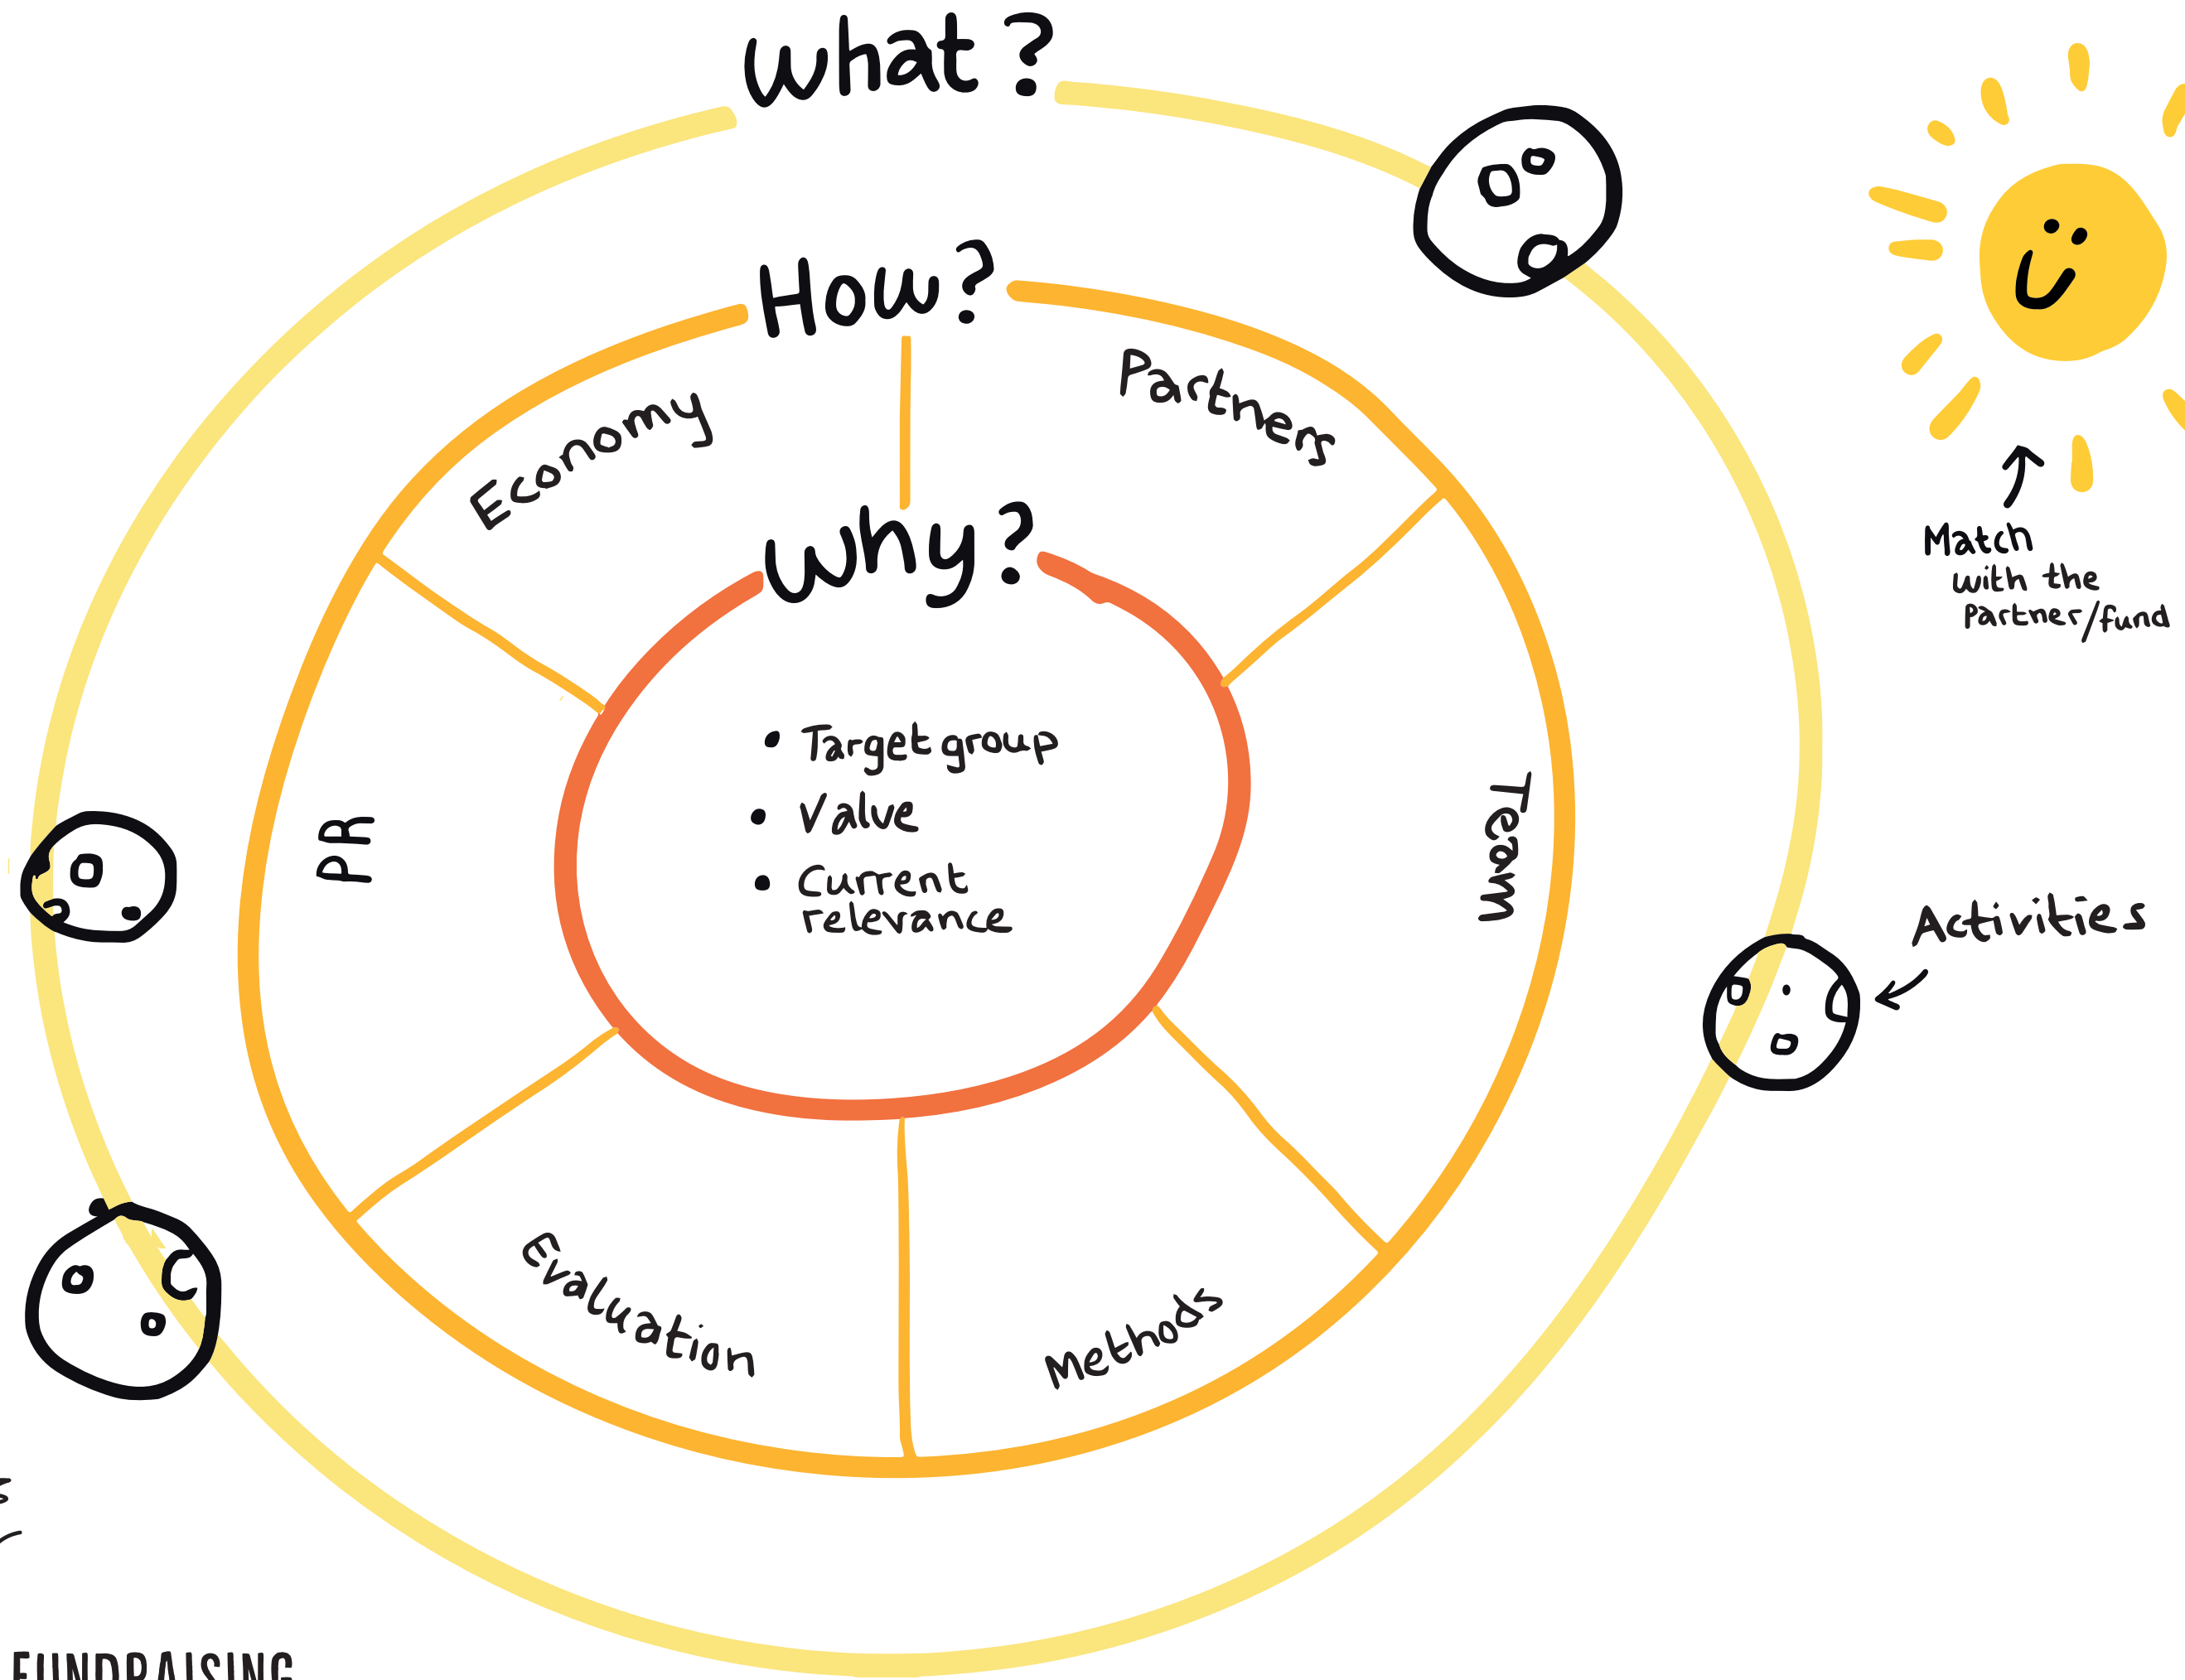 What?
How?
Why?
Economy
Partners
PR
Team
Evaluation
Methods
• Target group
• Value
• Current
relevance
Match
with the
Partner/fund
Activities
FUNDRAISING